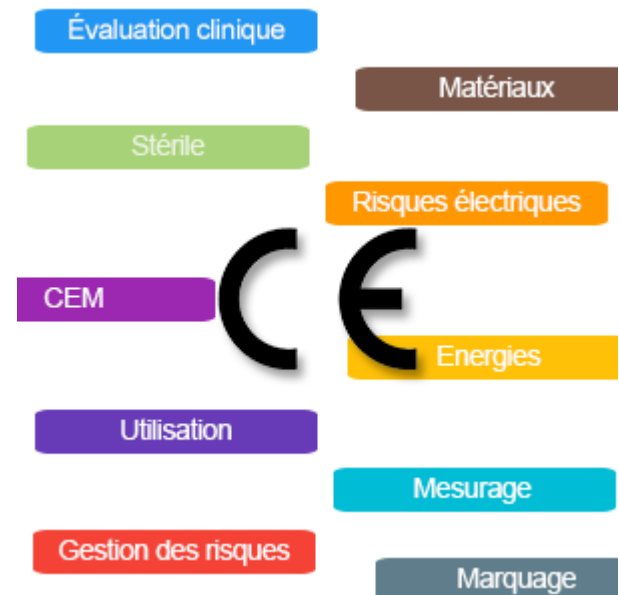 Évaluation clinique
Matériaux
Stérile
Risques électriques
CEM
CE
Energies
Utilisation
Mesurage
Gestion des risques
Marquage